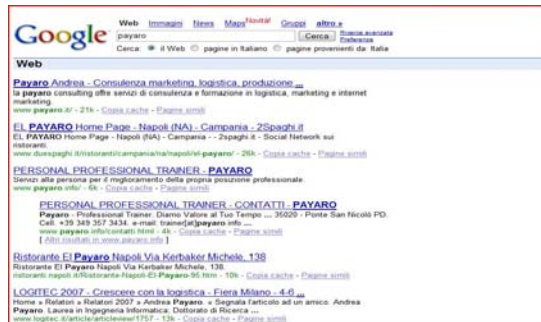 Web Immagini News Maps Novità! Gruppi altro »
Google
payaro Cerca Ricerca avanzata
Preferenze
Cerca: il Web pagine in Italiano pagine provenienti da: Italia
Web
Payaro Andrea - Consulenza marketing, logistica, produzione ...
la payaro consulting offre servizi di consulenza e formazione in logistica, marketing e internet
marketing.
www.payaro.it/ - 21k - Copia cache - Pagine simili
EL PAYARO Home Page - Napoli (NA) - Campania - 2Spaghi.it
EL PAYARO Home Page - Napoli (NA) - Campania - - 2spaghi.it - Social Network sui
ristoranti.
www.duespaghi.it/ristoranti/campania/na/napoli/el-payaro/ - 26k - Copia cache - Pagine simili
PERSONAL PROFESSIONAL TRAINER - PAYARO
Servizi alla persona per il miglioramento della propria posizione professionale.
www.payaro.info/ - 6k - Copia cache - Pagine simili
PERSONAL PROFESSIONAL TRAINER - CONTATTI - PAYARO
Payaro - Professional Trainer. Diamo Valore al Tuo Tempo ... 35020 - Ponte San Nicolò PD.
Cell. +39 349 357 3434. e-mail: trainer[at]payaro.info ...
www.payaro.info/contatti.html - 4k - Copia cache - Pagine simili
[ Altri risultati in www.payaro.info ]
Ristorante El Payaro Napoli Via Kerbaker Michele, 138
Ristorante El Payaro Napoli Via Kerbaker Michele, 138.
ristoranti.napoli.it/Ristorante-Napoli-El-Payaro-95.htm - 10k - Copia cache - Pagine simili
LOGITEC 2007 - Crescere con la logistica - Fiera Milano - 4-6 ...
Home » Relatori » Relatori 2007 » Andrea Payaro. » Segnala l'articolo ad un amico. Andrea
Payaro. Laurea in Ingegneria Informatica; Dottorato di Ricerca ...
www.logitec.it/article/articleview/1757 - 13k - Copia cache - Pagine simili